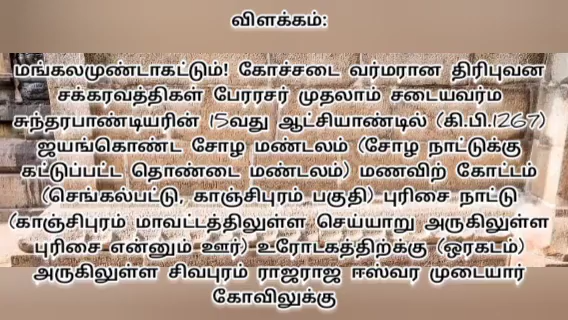 விளக்கம்:
மங்கலமுண்டாகட்டும்! கோச்சடை வர்மரான திரிபுவன
சக்கரவத்திகள் பேரரசர் முதலாம் சடையவர்ம
சுந்தரபாண்டியரின் 15வது ஆட்சியாண்டில் (கி.பி.1267)
ஜயங்கொண்ட சோழ மண்டலம் (சோழ நாட்டுக்கு
கட்டுப்பட்ட தொண்டை மண்டலம்) மணவிற் கோட்டம்
(செங்கல்பட்டு, காஞ்சிபுரம் பகுதி) புரிசை நாட்டு
(காஞ்சிபுரம் மாவட்டத்திலுள்ள செய்யாறு அருகிலுள்ள
புரிசை என்னும் ஊர்) உரோடகத்திற்க்கு (ஒரகடம்)
அருகிலுள்ள சிவபுரம் ராஜராஜ ஈஸ்வர முடையார்
கோவிலுக்கு